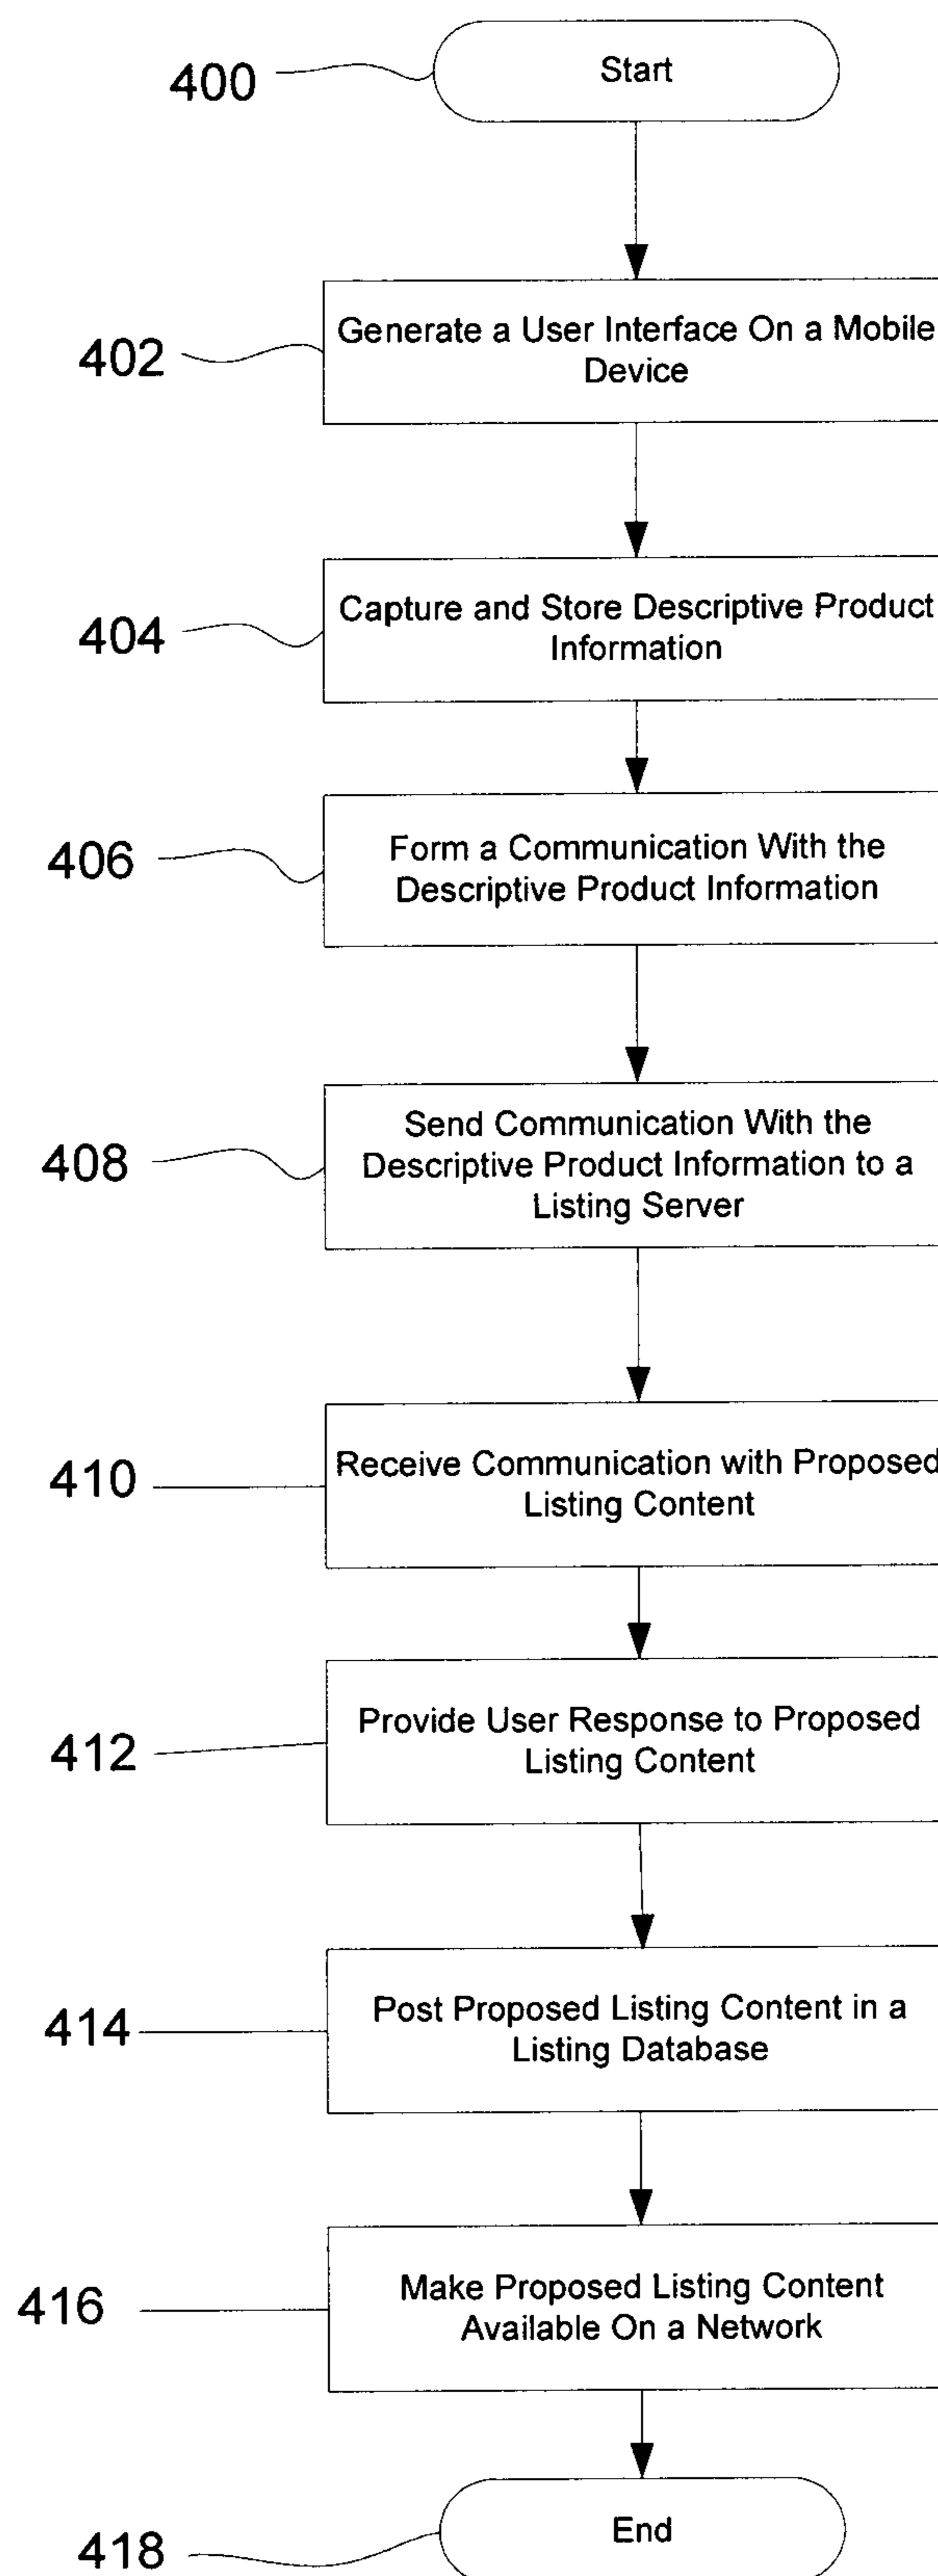 400
Start
402
Generate a User Interface On a Mobile
Device
404
Capture and Store Descriptive Product
Information
406
Form a Communication With the
Descriptive Product Information
408
Send Communication With the
Descriptive Product Information to a
Listing Server
410
Receive Communication with Proposed
Listing Content
412
Provide User Response to Proposed
Listing Content
414
Post Proposed Listing Content in a
Listing Database
416
Make Proposed Listing Content
Available On a Network
418
End